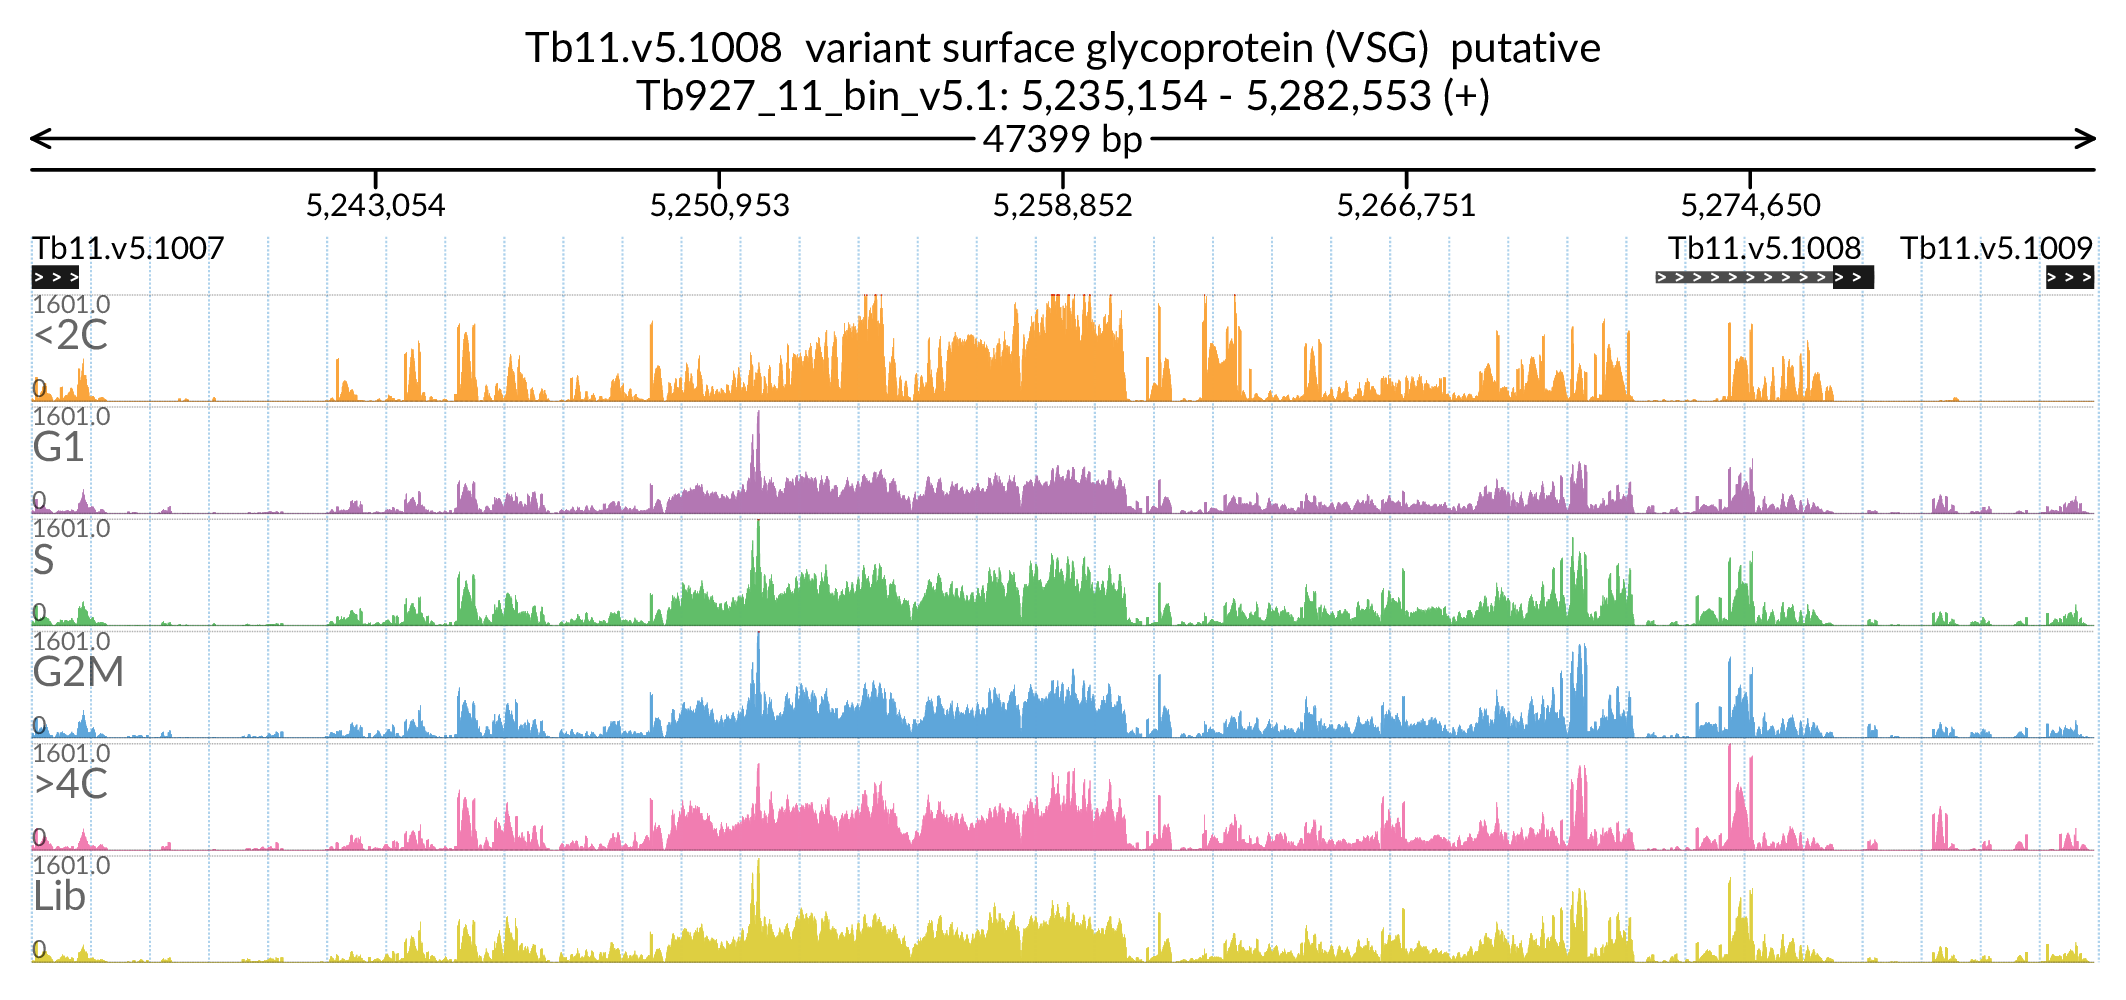 Tb11.v5.1008 variant surface glycoprotein (VSG) putative
Tb927_11_bin_v5.1: 5,235,154 - 5,282,553 (+)
47399 bp
5,243,054 5,250,953 5,258,852 5,266,751 5,274,650
Tb11.v5.1007 Tb11.v5.1008 Tb11.v5.1009
1601.0
<2C
0
1601.0
G1
0
1601.0
S
0
1601.0
G2M
0
1601.0
>4C
0
1601.0
Lib
0